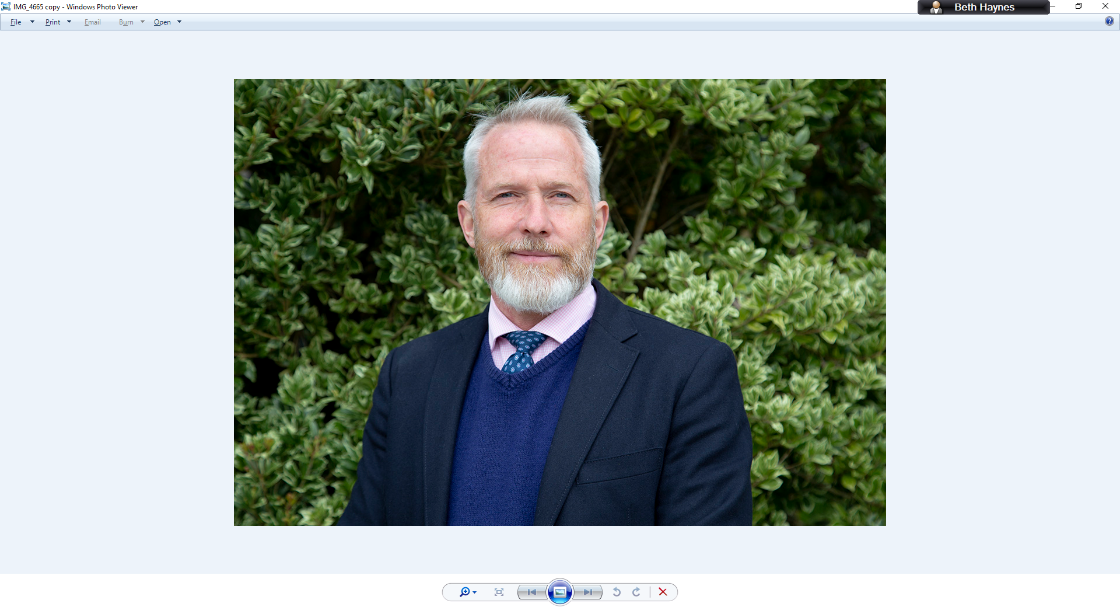 IMG_4665 copy - Windows Photo Viewer
Beth Haynes
File Print Email Burn Open